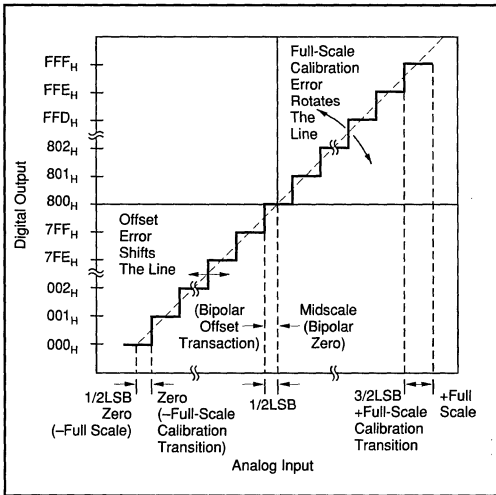 Full-Scale
Calibration
Error
Rotates
The
Line
FFF_H
FFE_H
FFD_H
802_H
801_H
800_H
7FF_H
7FE_H
002_H
001_H
000_H
Digital Output
Offset
Error
Shifts
The Line
(Bipolar
Offset
Transaction)
Midscale
(Bipolar
Zero)
1/2LSB
Zero
(–Full Scale)
Zero
(–Full-Scale
Calibration
Transition)
1/2LSB
3/2LSB
+Full-Scale
Calibration
Transition
+Full
Scale
Analog Input